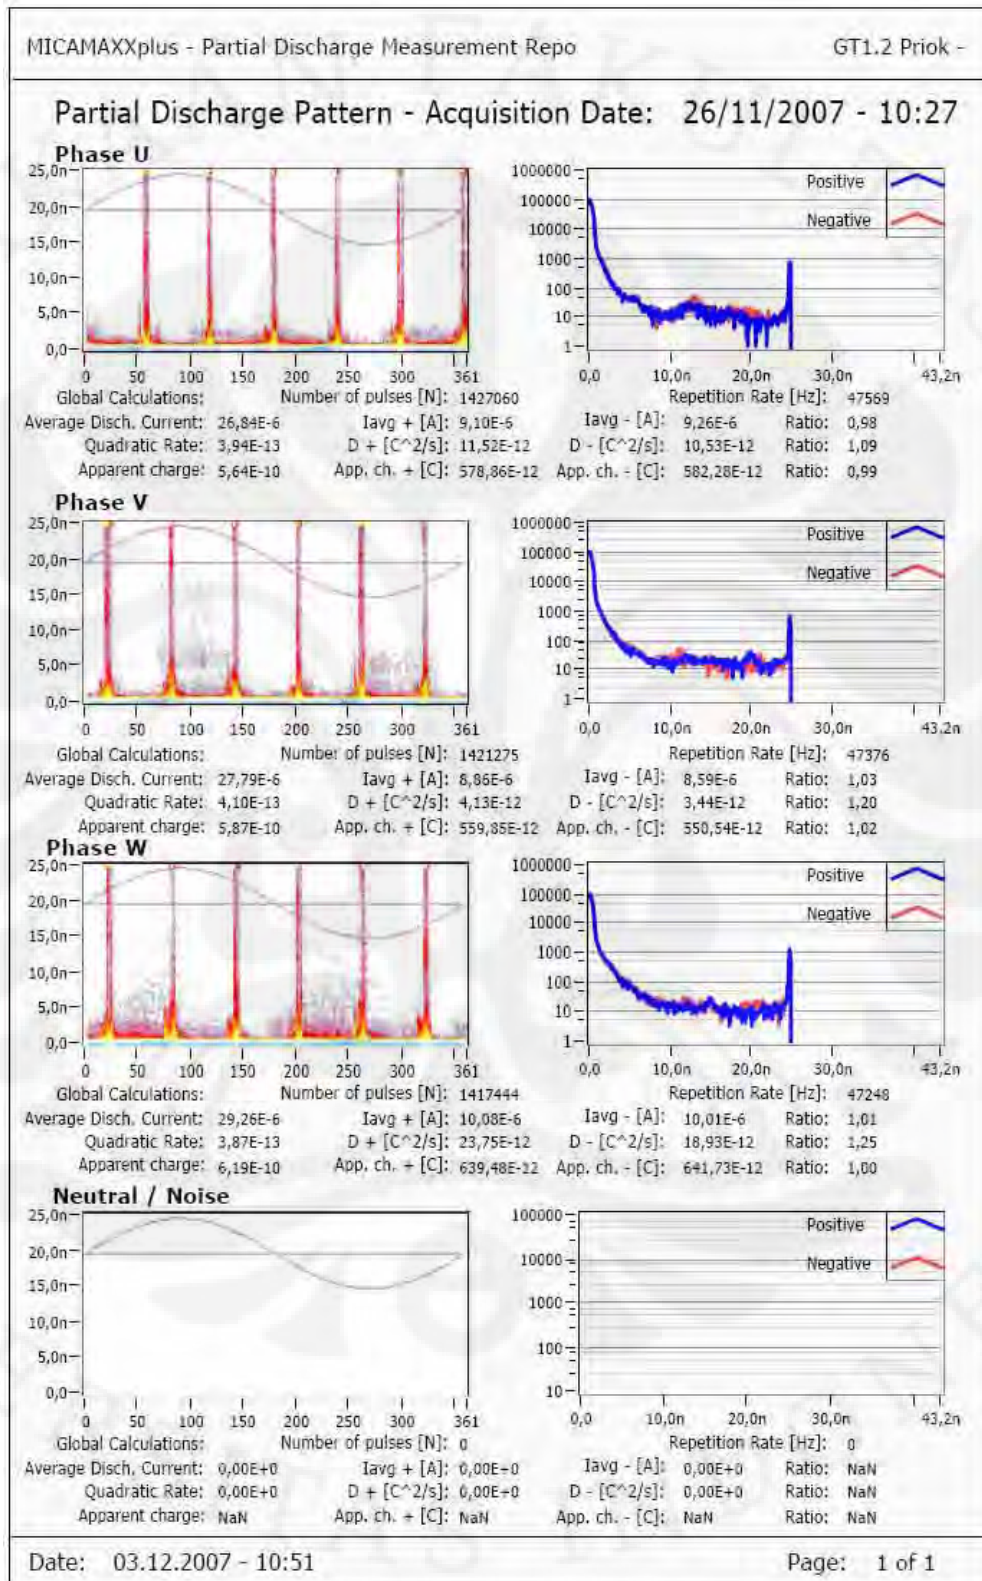 MICAMAXXplus - Partial Discharge Measurement Repo GT1.2 Priok -
Partial Discharge Pattern - Acquisition Date: 26/11/2007 - 10:27
Phase U
25,0n
20,0n
15,0n
10,0n
5,0n
0,0
0 50 100 150 200 250 300 361
1000000
100000
10000
1000
100
10
1
Positive
Negative
0,0 10,0n 20,0n 30,0n 43,2n
Global Calculations: Number of pulses [N]: 1427060 Repetition Rate [Hz]: 47569
Average Disch. Current: 26,84E-6 Iavg + [A]: 9,10E-6 Iavg - [A]: 9,26E-6 Ratio: 0,98
Quadratic Rate: 3,94E-13 D + [C^2/s]: 11,52E-12 D - [C^2/s]: 10,53E-12 Ratio: 1,09
Apparent charge: 5,64E-10 App. ch. + [C]: 578,86E-12 App. ch. - [C]: 582,28E-12 Ratio: 0,99
Phase V
25,0n
20,0n
15,0n
10,0n
5,0n
0,0
0 50 100 150 200 250 300 361
1000000
100000
10000
1000
100
10
1
Positive
Negative
0,0 10,0n 20,0n 30,0n 43,2n
Global Calculations: Number of pulses [N]: 1421275 Repetition Rate [Hz]: 47376
Average Disch. Current: 27,79E-6 Iavg + [A]: 8,86E-6 Iavg - [A]: 8,59E-6 Ratio: 1,03
Quadratic Rate: 4,10E-13 D + [C^2/s]: 4,13E-12 D - [C^2/s]: 3,44E-12 Ratio: 1,20
Apparent charge: 5,87E-10 App. ch. + [C]: 559,85E-12 App. ch. - [C]: 550,54E-12 Ratio: 1,02
Phase W
25,0n
20,0n
15,0n
10,0n
5,0n
0,0
0 50 100 150 200 250 300 361
1000000
100000
10000
1000
100
10
1
Positive
Negative
0,0 10,0n 20,0n 30,0n 43,2n
Global Calculations: Number of pulses [N]: 1417444 Repetition Rate [Hz]: 47248
Average Disch. Current: 29,26E-6 Iavg + [A]: 10,08E-6 Iavg - [A]: 10,01E-6 Ratio: 1,01
Quadratic Rate: 3,87E-13 D + [C^2/s]: 23,75E-12 D - [C^2/s]: 18,93E-12 Ratio: 1,25
Apparent charge: 6,19E-10 App. ch. + [C]: 639,48E-12 App. ch. - [C]: 641,73E-12 Ratio: 1,00
Neutral / Noise
25,0n
20,0n
15,0n
10,0n
5,0n
0,0
0 50 100 150 200 250 300 361
100000
10000
1000
100
10
Positive
Negative
0,0 10,0n 20,0n 30,0n 43,2n
Global Calculations: Number of pulses [N]: 0 Repetition Rate [Hz]: 0
Average Disch. Current: 0,00E+0 Iavg + [A]: 0,00E+0 Iavg - [A]: 0,00E+0 Ratio: NaN
Quadratic Rate: 0,00E+0 D + [C^2/s]: 0,00E+0 D - [C^2/s]: 0,00E+0 Ratio: NaN
Apparent charge: NaN App. ch. + [C]: NaN App. ch. - [C]: NaN Ratio: NaN
Date: 03.12.2007 - 10:51 Page: 1 of 1